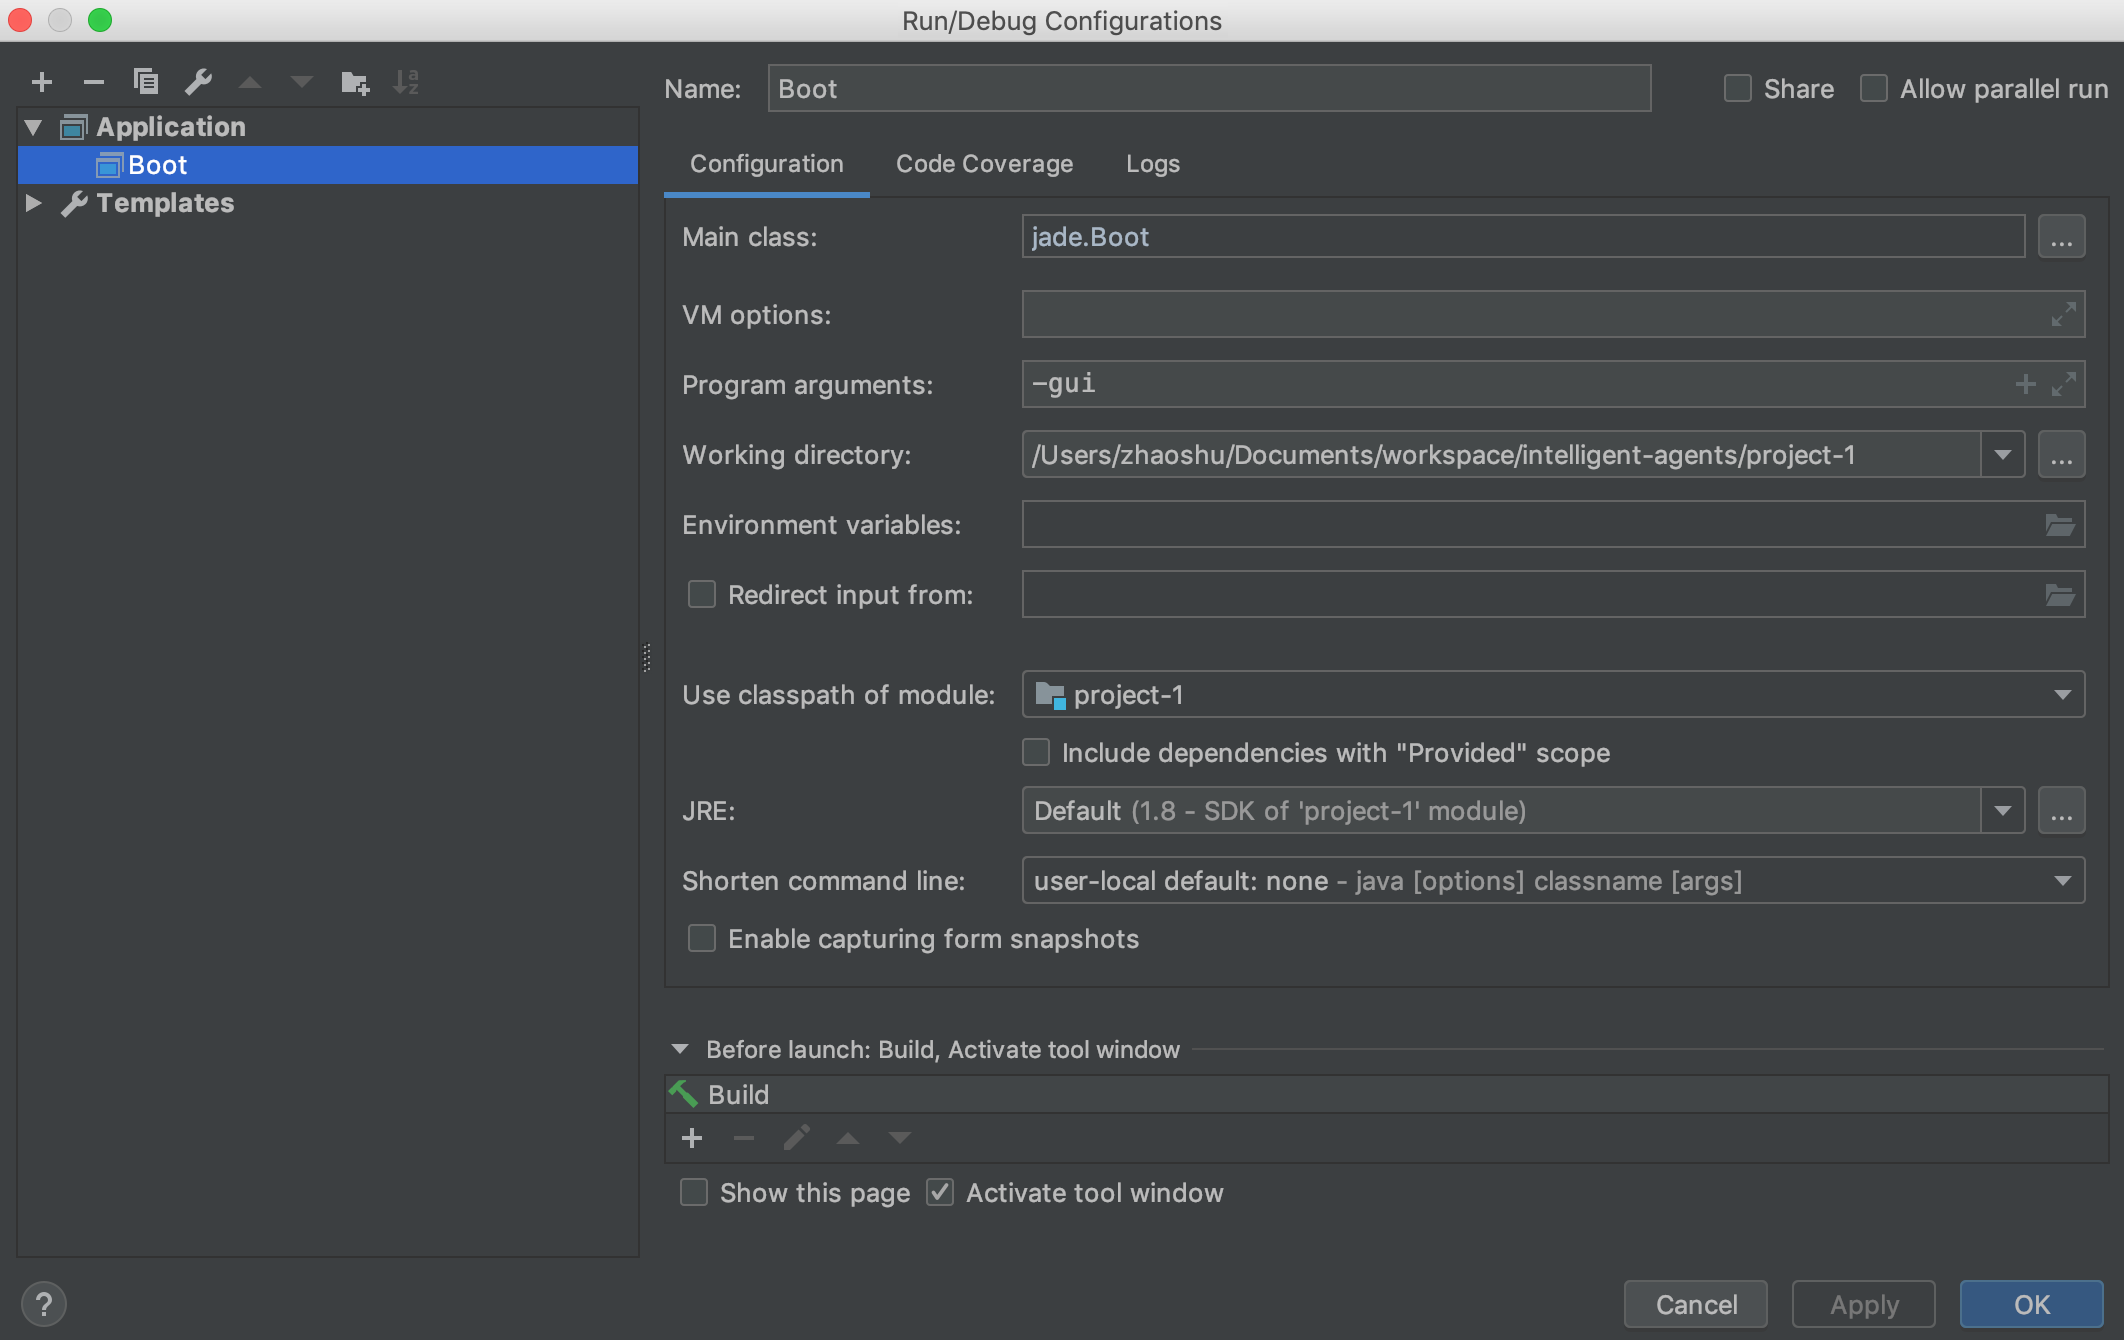 Run/Debug Configurations
Application
Boot
Templates
Name: Boot Share Allow parallel run
Configuration Code Coverage Logs
Main class: jade.Boot ...
VM options:
Program arguments: -gui
Working directory: /Users/zhaoshu/Documents/workspace/intelligent-agents/project-1 ...
Environment variables:
Redirect input from:
Use classpath of module: project-1
Include dependencies with "Provided" scope
JRE: Default (1.8 - SDK of 'project-1' module) ...
Shorten command line: user-local default: none - java [options] classname [args]
Enable capturing form snapshots
Before launch: Build, Activate tool window
Build
Show this page Activate tool window
? Cancel Apply OK